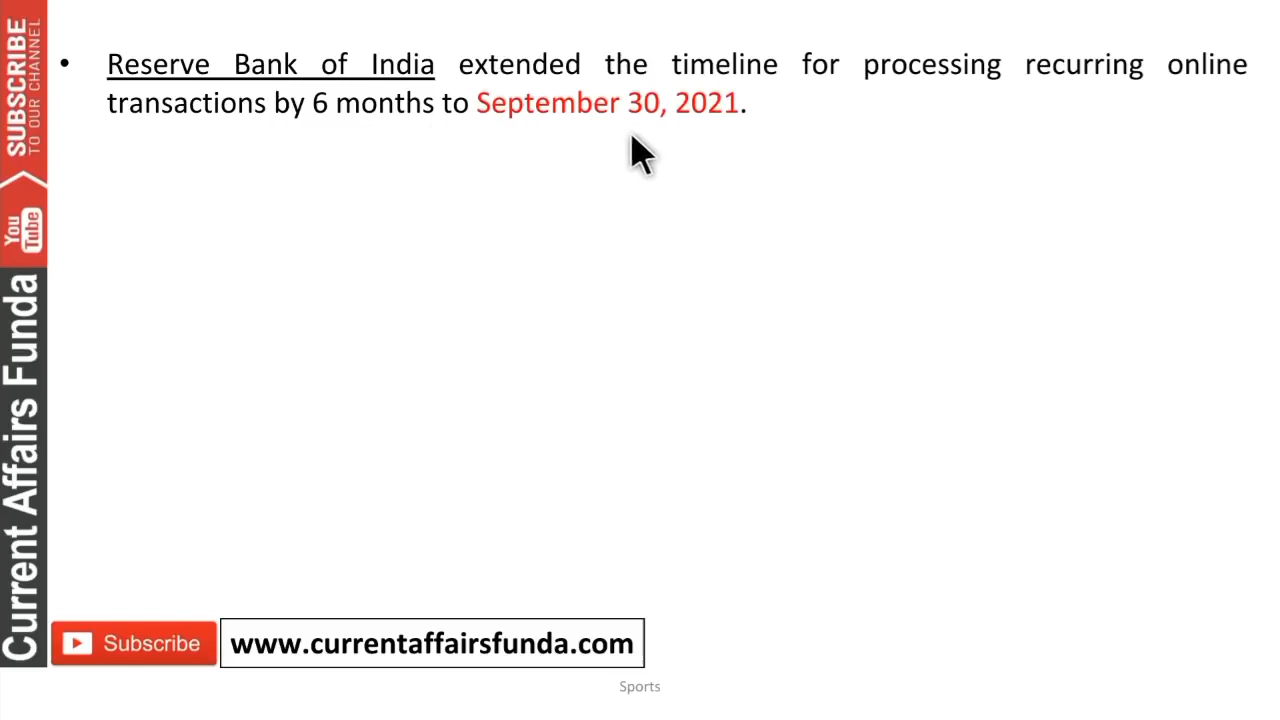 • Reserve Bank of India extended the timeline for processing recurring online
transactions by 6 months to September 30, 2021.
SUBSCRIBE
TO OUR CHANNEL
You
Tube
Current Affairs Funda
Subscribe
www.currentaffairsfunda.com
Sports